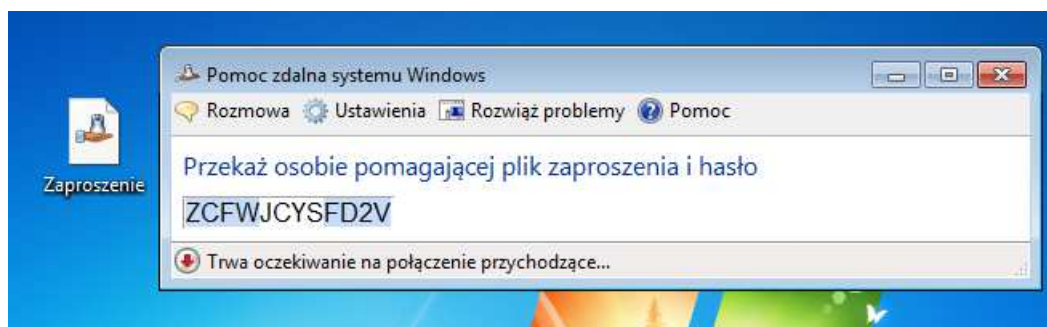 Pomoc zdalna systemu Windows
Rozmowa Ustawienia Rozwiąż problemy Pomoc
Przekaż osobie pomagającej plik zaproszenia i hasło
Zaproszenie
ZCFWJCYSFD2V
Trwa oczekiwanie na połączenie przychodzące...